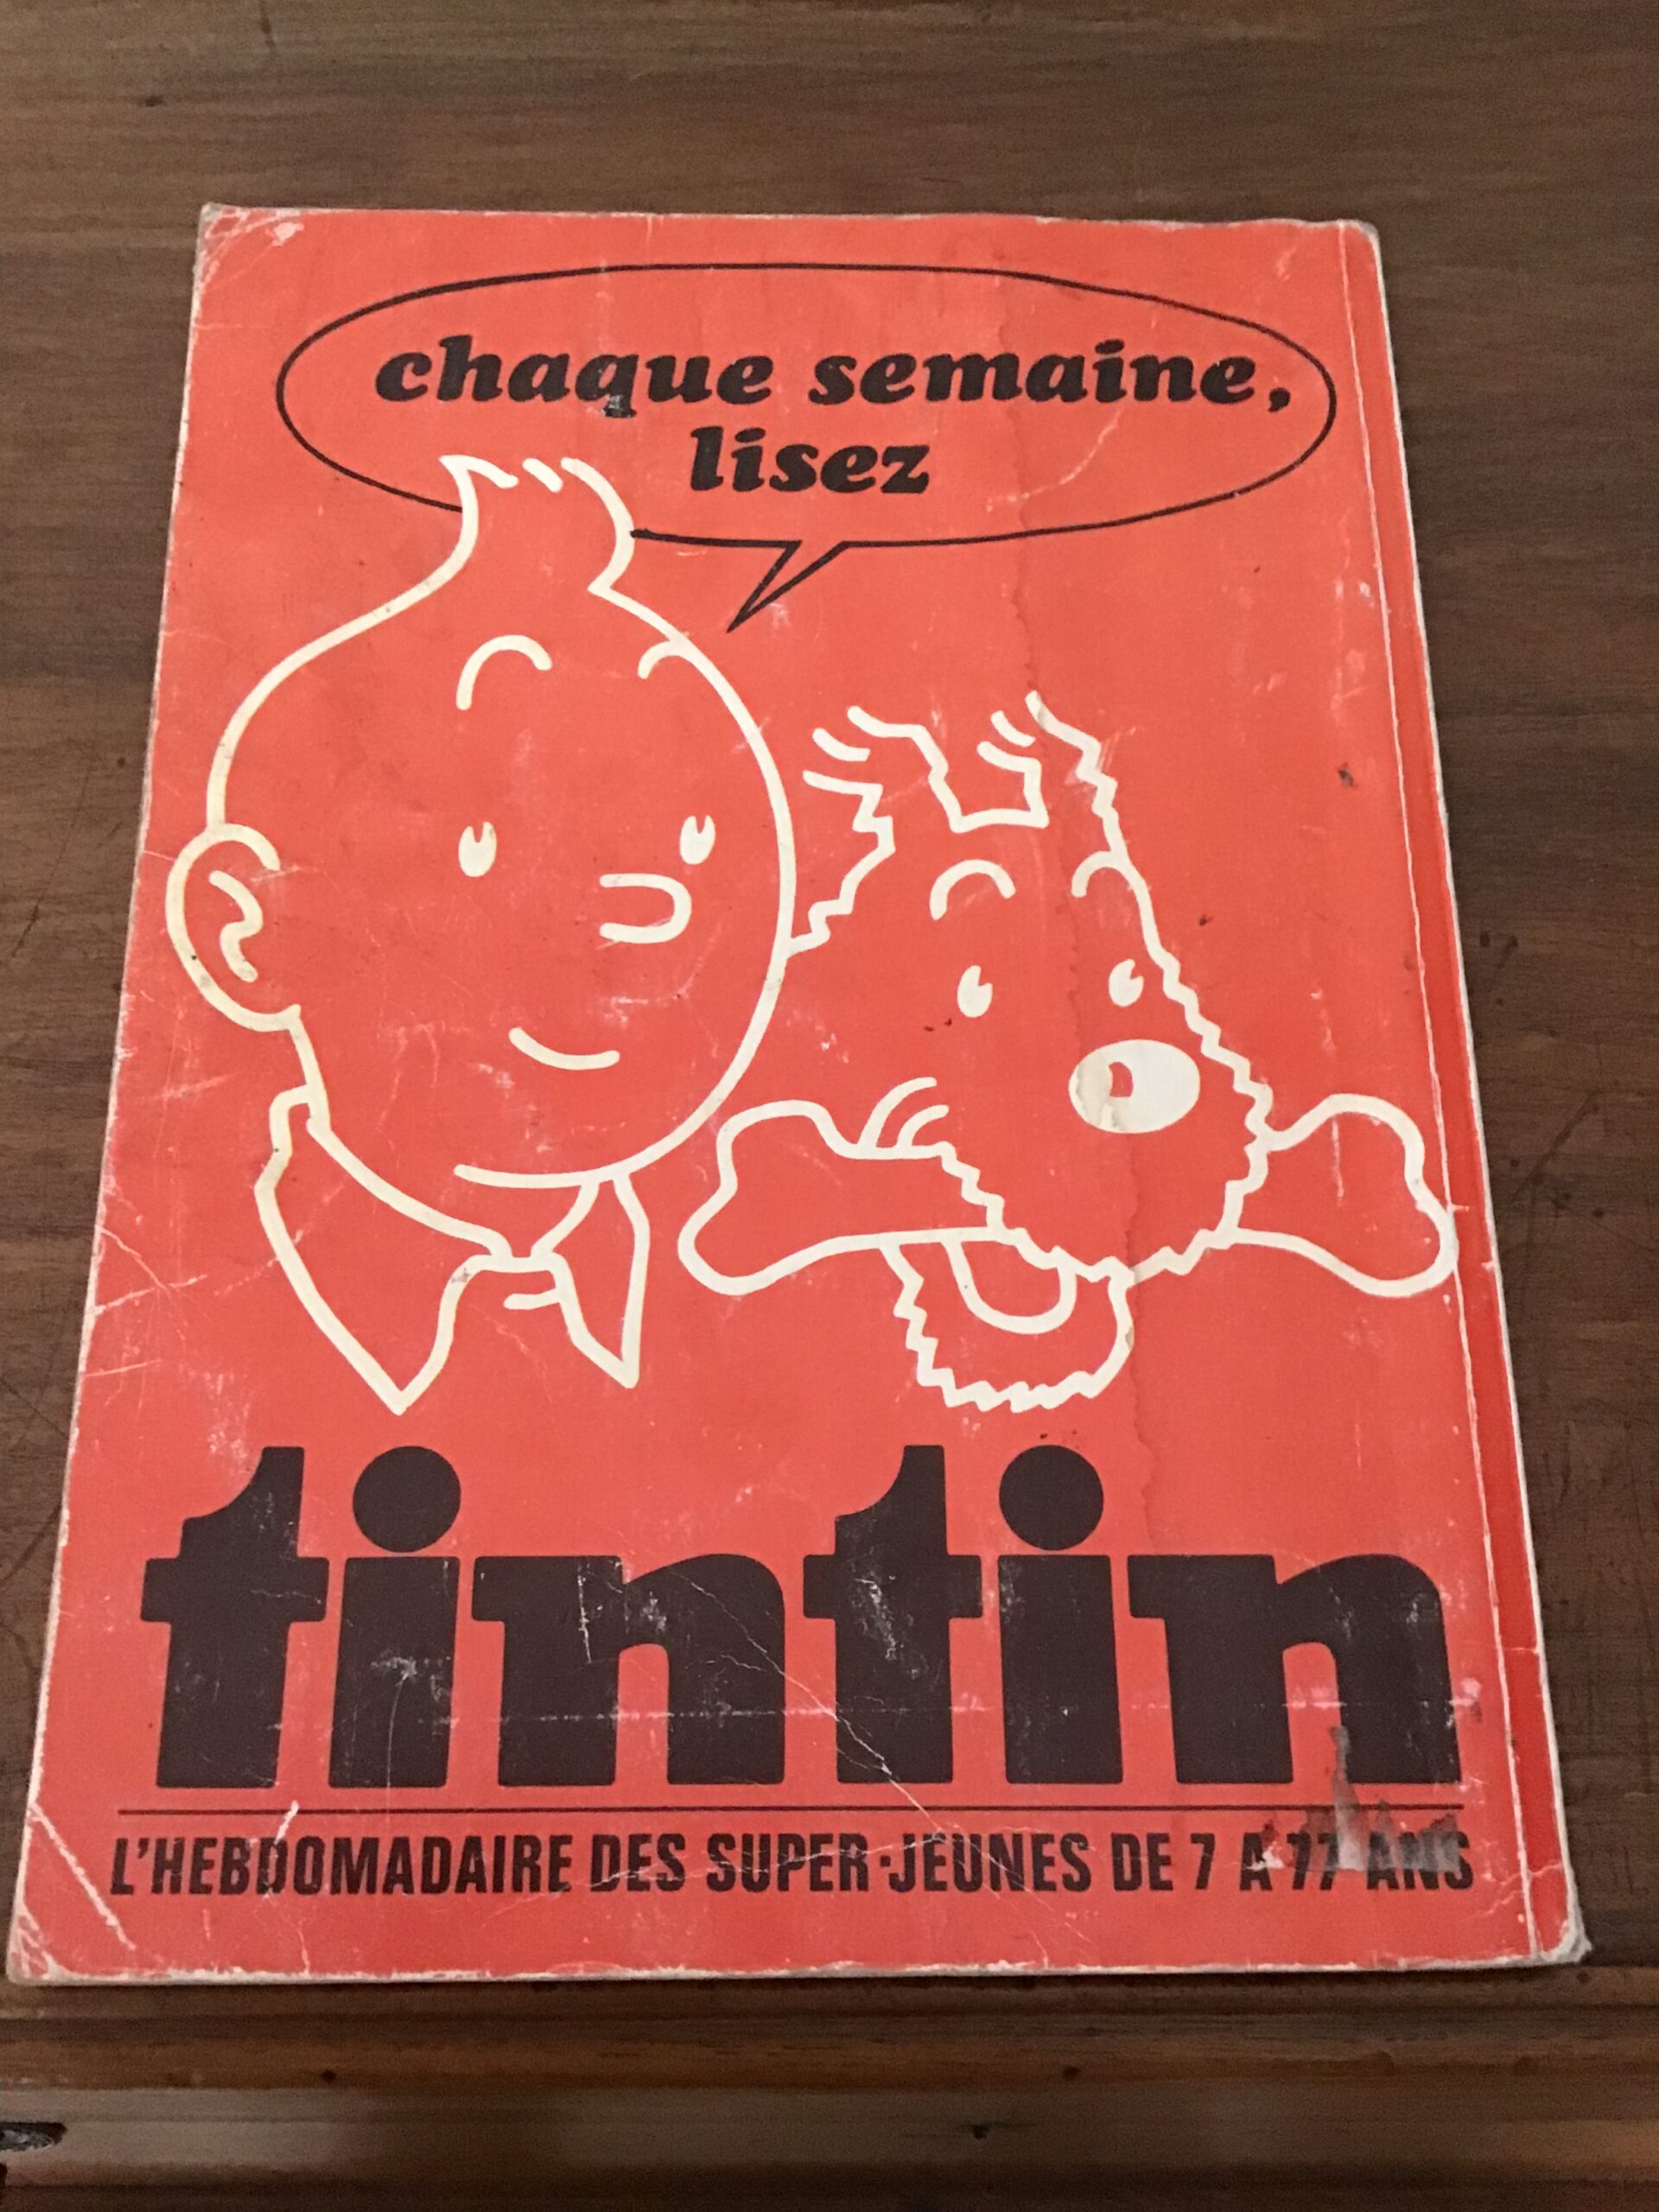 chaque semaine,
lisez
tintin
L'HEBDOMADAIRE DES SUPER-JEUNES DE 7 A 77 ANS